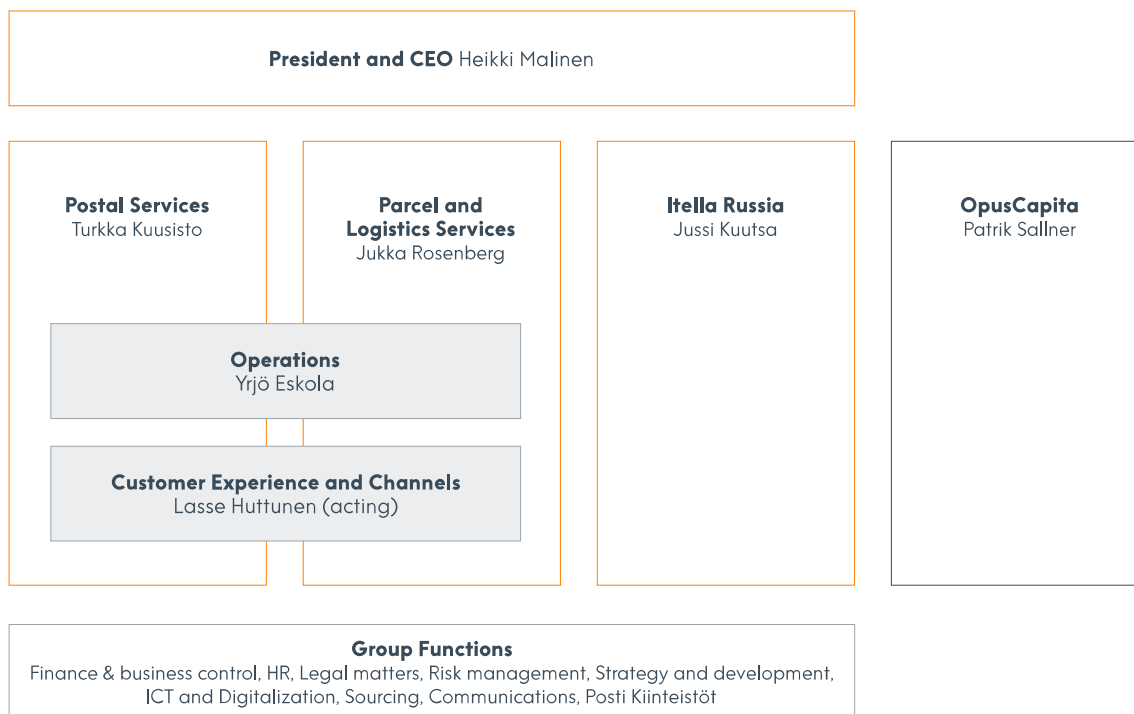 President and CEO Heikki Malinen
Postal Services
Turkka Kuusisto
Parcel and
Logistics Services
Jukka Rosenberg
Itella Russia
Jussi Kuutsa
OpusCapita
Patrik Sallner
Operations
Yrjö Eskola
Customer Experience and Channels
Lasse Huttunen (acting)
Group Functions
Finance & business control, HR, Legal matters, Risk management, Strategy and development,
ICT and Digitalization, Sourcing, Communications, Posti Kiinteistöt